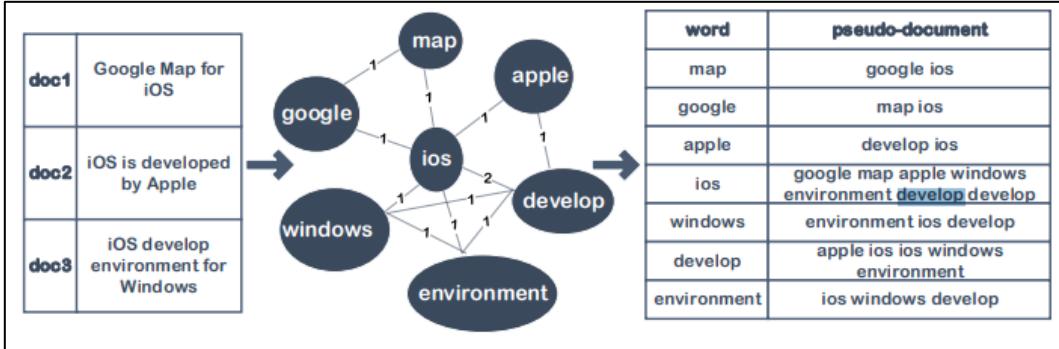 doc1
Google Map for
iOS
doc2
iOS is developed
by Apple
doc3
iOS develop
environment for
Windows
map
apple
google
ios
develop
windows
environment
1
1
1
1
1
2
1
1
1
1
1
word pseudo-document
map google ios
google map ios
apple develop ios
ios google map apple windows
environment develop develop
windows environment ios develop
develop apple ios ios windows
environment
environment ios windows develop